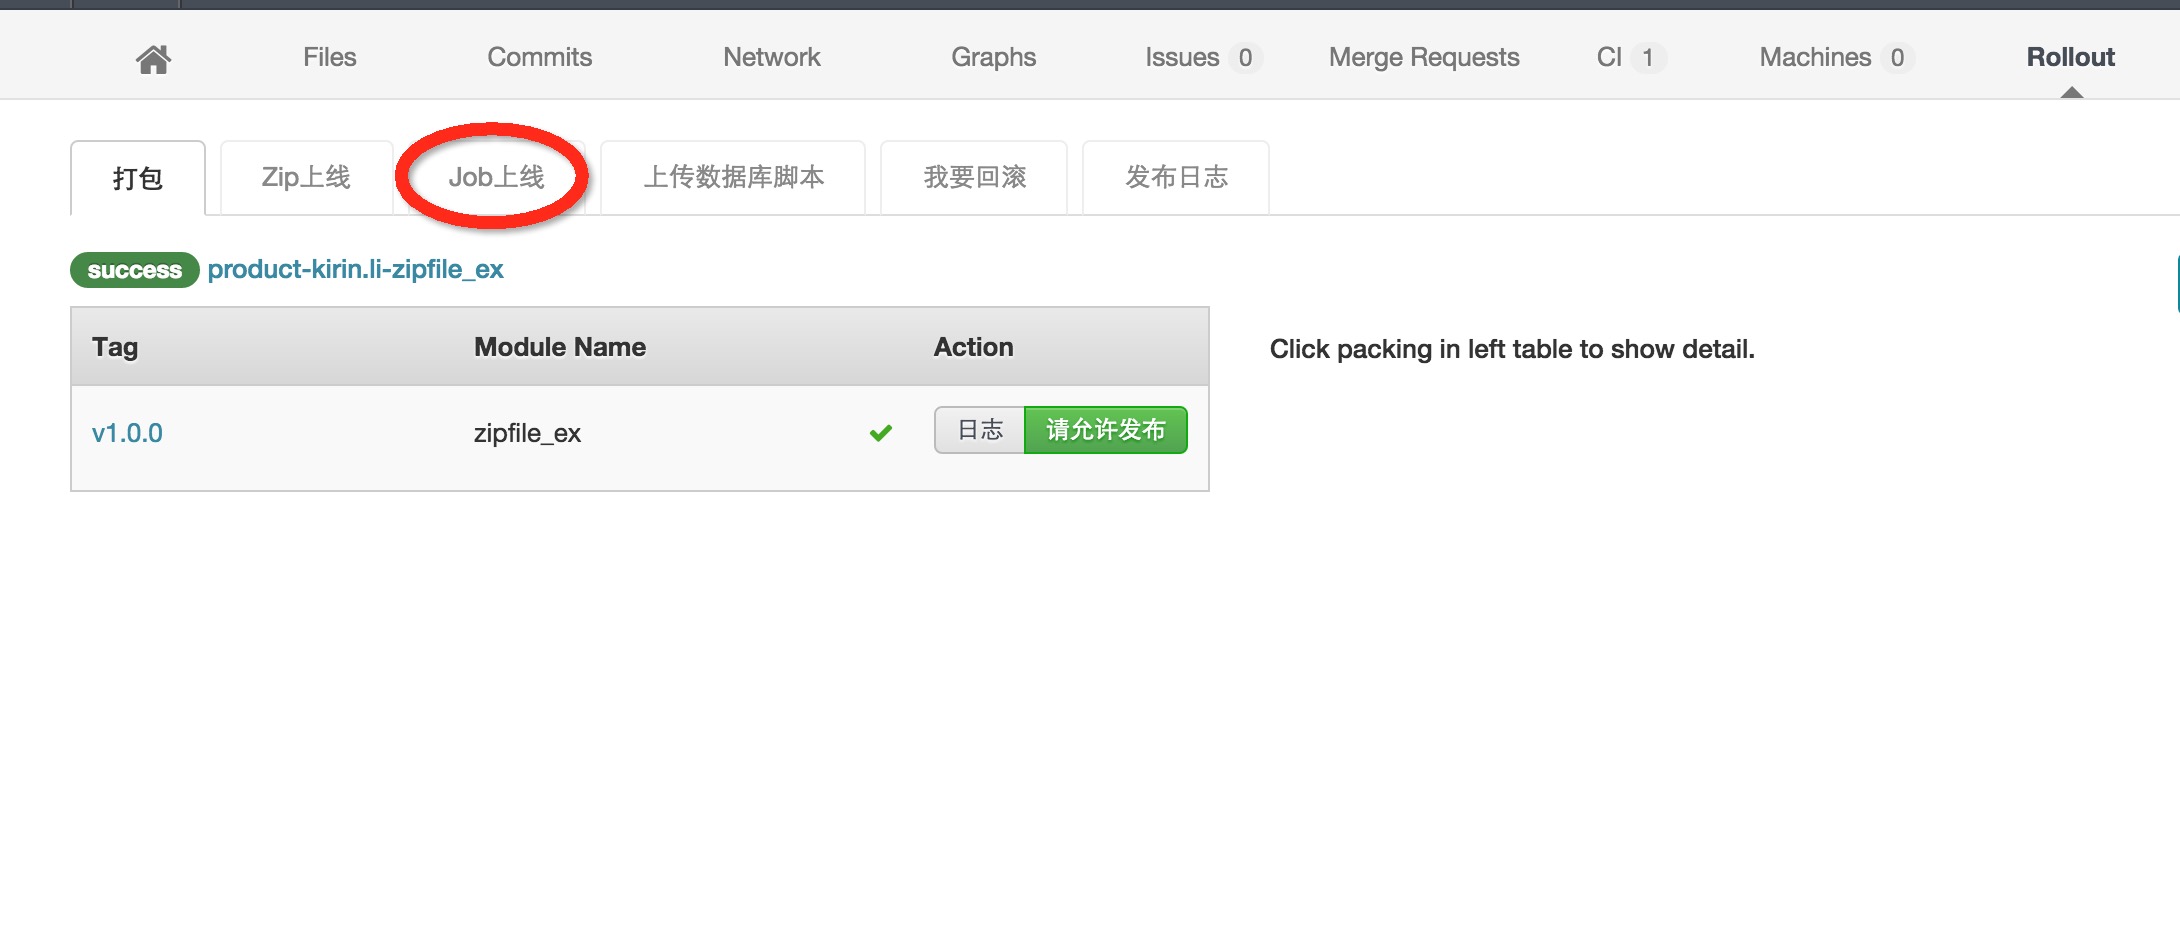 Files Commits Network Graphs Issues 0 Merge Requests CI 1 Machines 0 Rollout
打包 Zip上线 Job上线 上传数据库脚本 我要回滚 发布日志
success product-kirin.li-zipfile_ex
Tag Module Name Action
Click packing in left table to show detail.
v1.0.0 zipfile_ex 日志 请允许发布